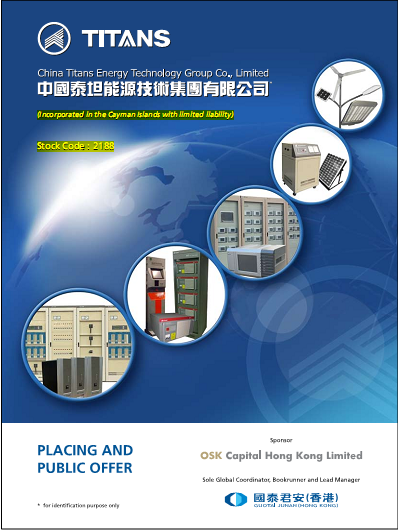 TITANS
China Titans Energy Technology Group Co., Limited
中國泰坦能源技術集團有限公司*
(Incorporated in the Cayman Islands with limited liability)
Stock Code : 2188
PLACING AND
PUBLIC OFFER
* for identification purpose only
Sponsor
OSK Capital Hong Kong Limited
Sole Global Coordinator, Bookrunner and Lead Manager
國泰君安(香港)
GUOTAI JUNAN (HONG KONG)